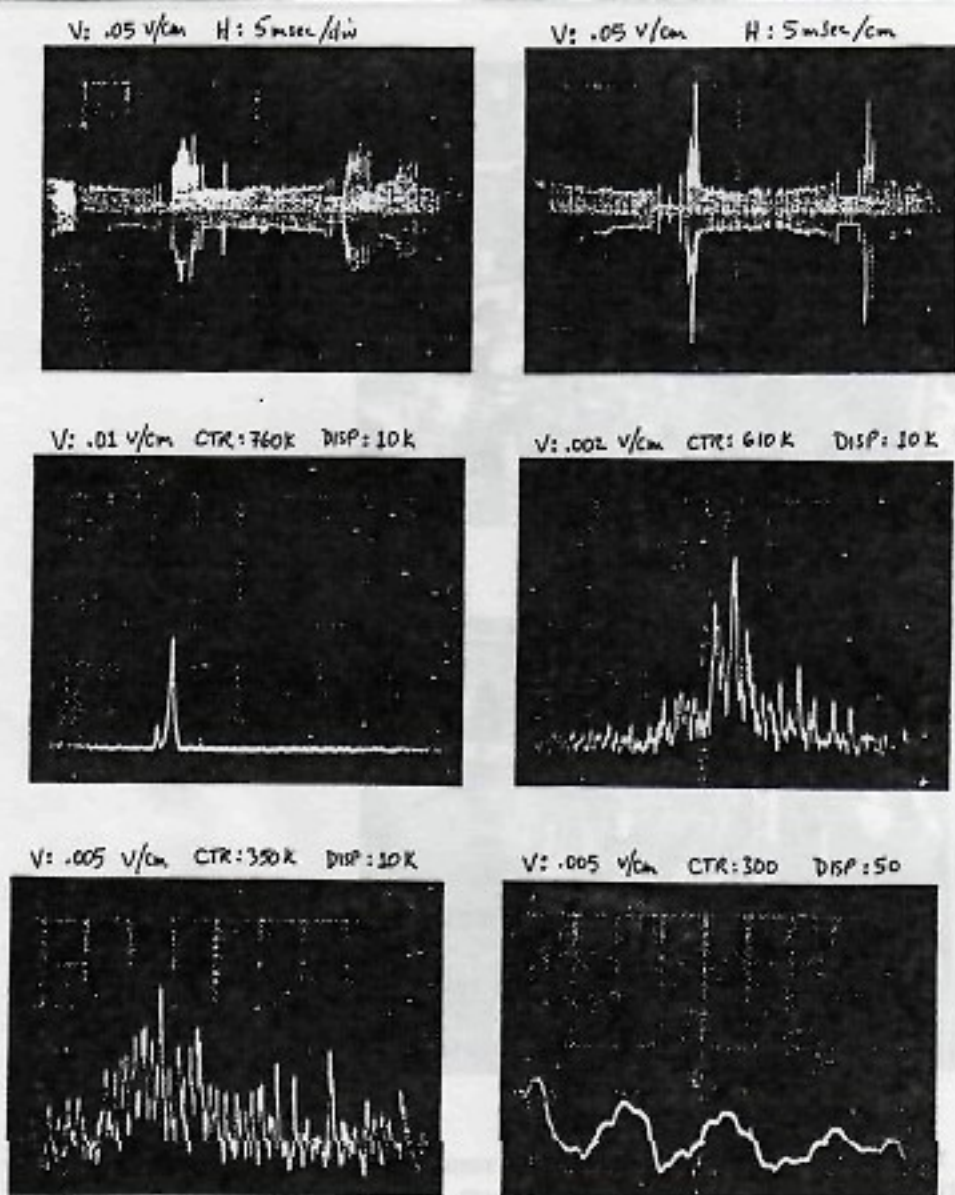 V: .05 V/cm H: 5msec/div
V: .05 V/cm H: 5msec/cm
V: .01 V/cm CTR: 760K DISP: 10K
V: .002 V/cm CTR: 610K DISP: 10K
V: .005 V/cm CTR: 350K DISP: 10K
V: .005 V/cm CTR: 300 DISP: 50